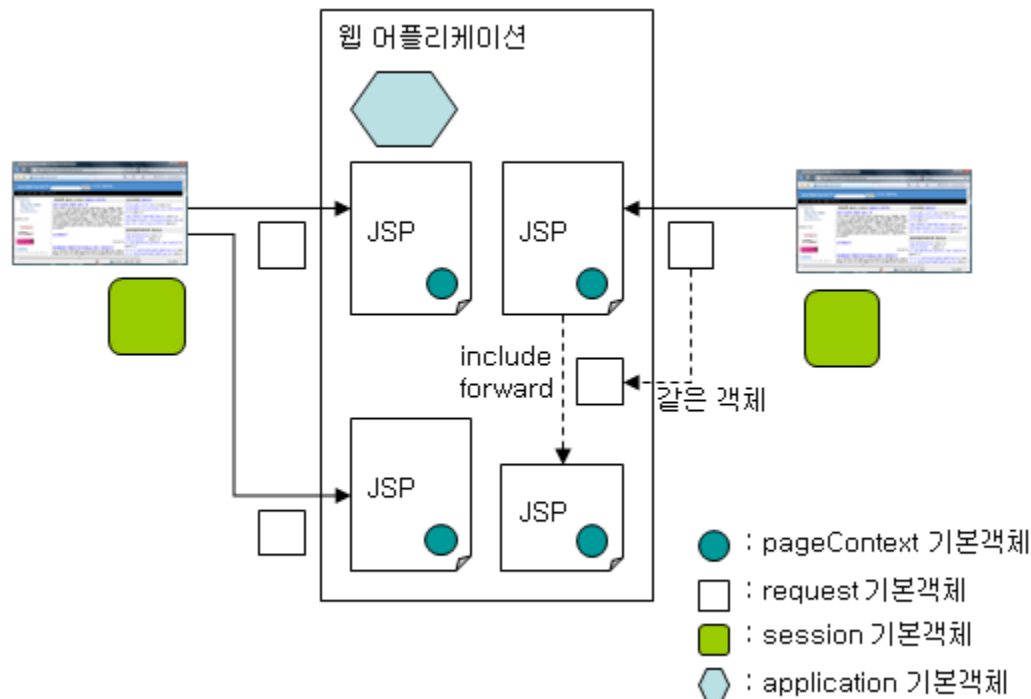 웹 어플리케이션
JSP
JSP
include
forward
같은 객체
JSP
JSP
: pageContext 기본객체
: request 기본객체
: session 기본객체
: application 기본객체